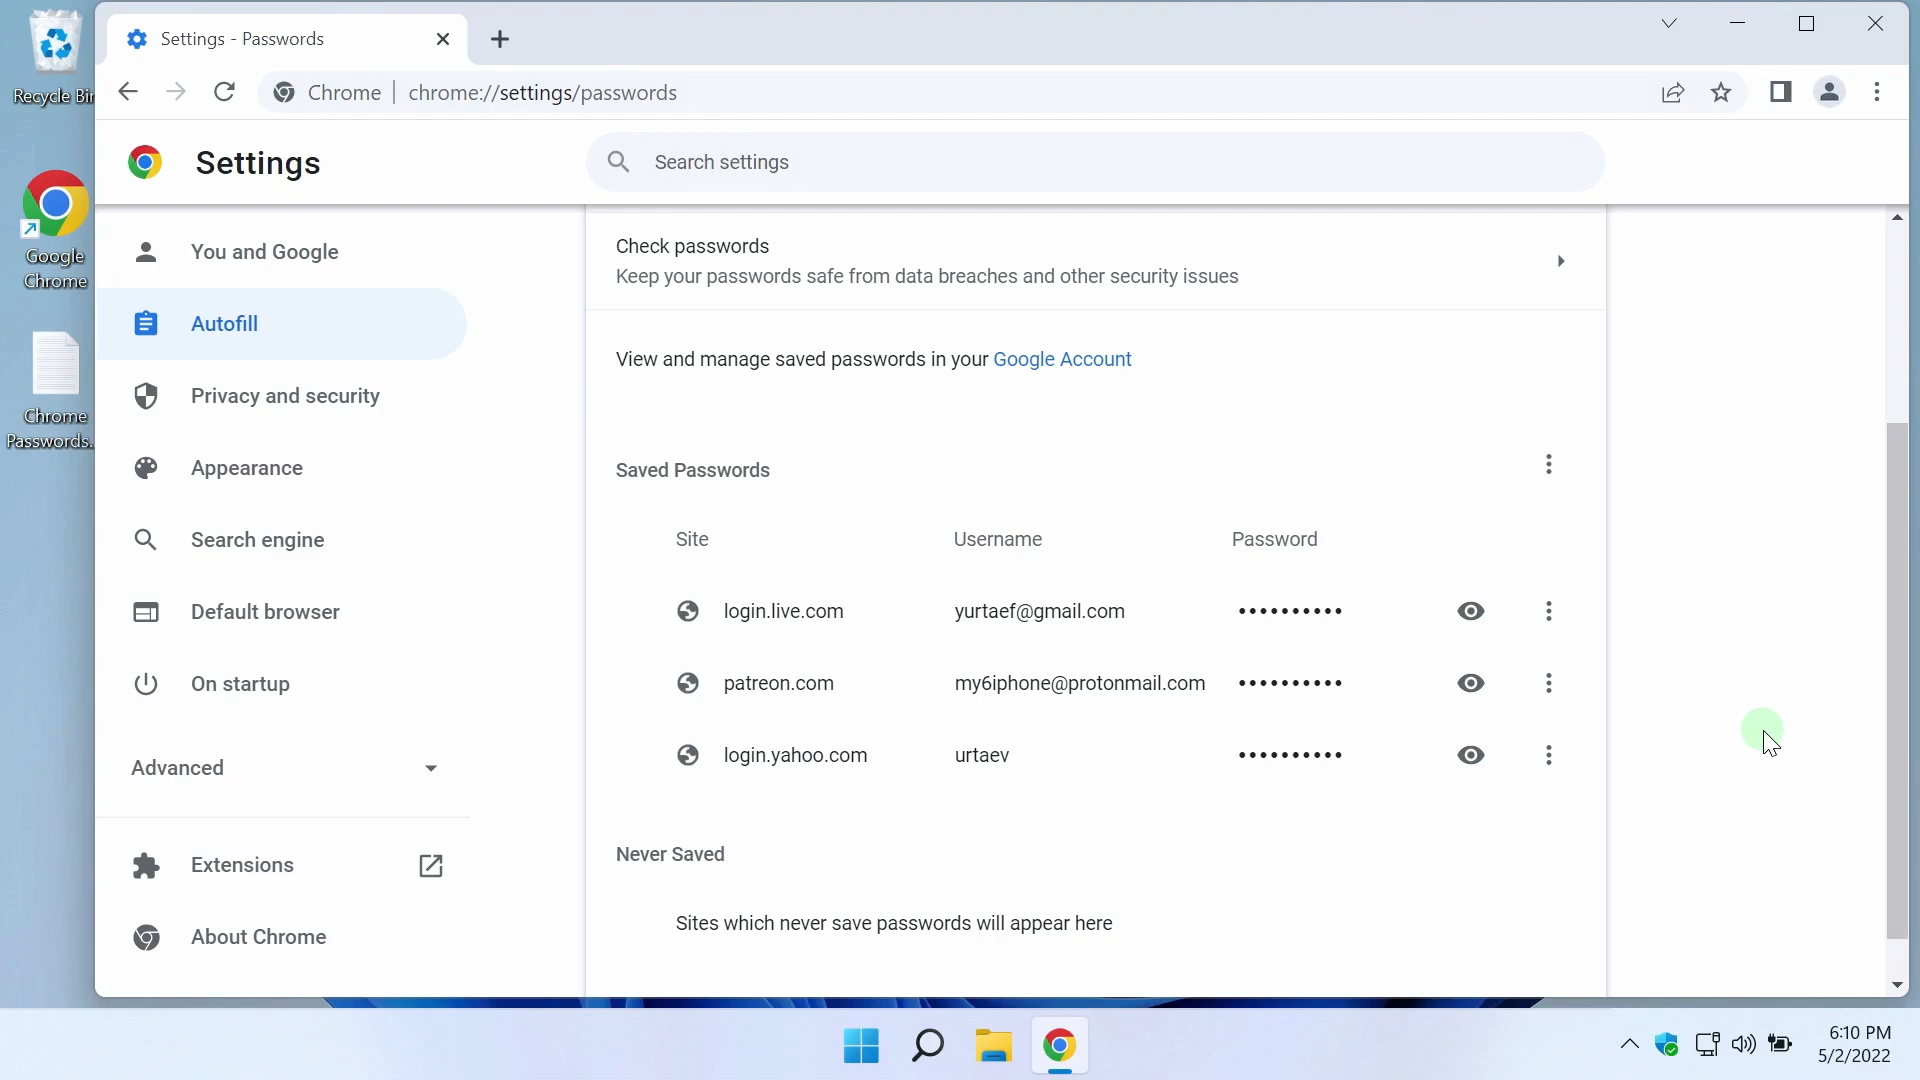 Recycle Bin
Google
Chrome
Chrome
Passwords...
Settings - Passwords
Chrome
chrome://settings/passwords
Settings
Search settings
You and Google
Autofill
Privacy and security
Appearance
Search engine
Default browser
On startup
Advanced
Extensions
About Chrome
Check passwords
Keep your passwords safe from data breaches and other security issues
View and manage saved passwords in your Google Account
Saved Passwords
Site Username Password
login.live.com yurtaef@gmail.com ••••••••••
patreon.com my6iphone@protonmail.com ••••••••••
login.yahoo.com urtaev ••••••••••
Never Saved
Sites which never save passwords will appear here
6:10 PM
5/2/2022